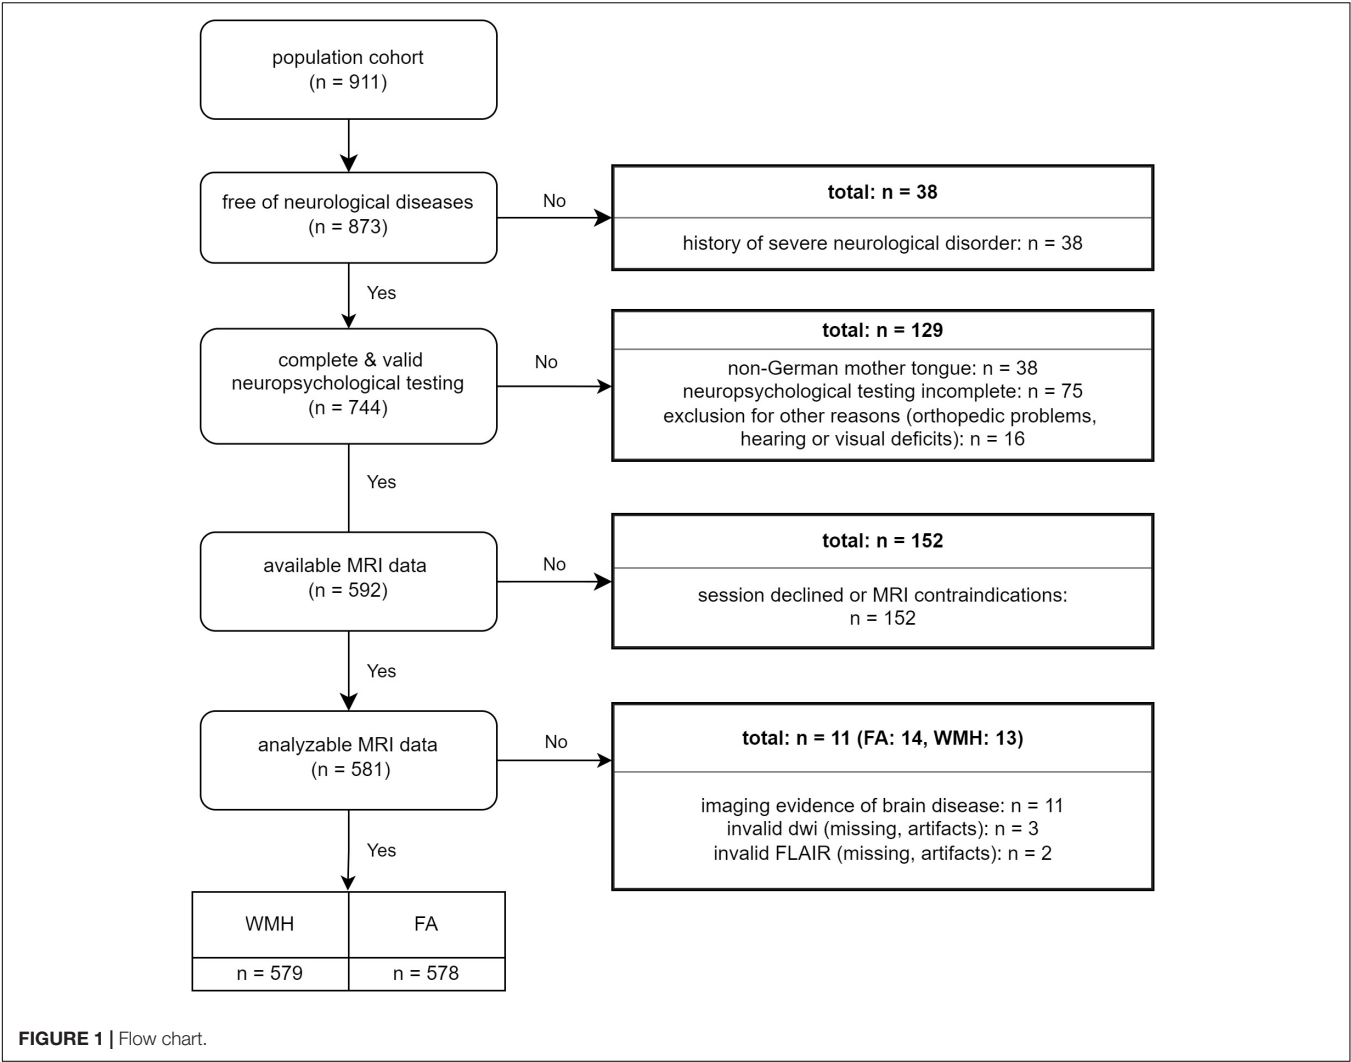 population cohort
(n = 911)
free of neurological diseases
(n = 873)
No
total: n = 38
history of severe neurological disorder: n = 38
Yes
complete & valid
neuropsychological testing
(n = 744)
No
total: n = 129
non-German mother tongue: n = 38
neuropsychological testing incomplete: n = 75
exclusion for other reasons (orthopedic problems,
hearing or visual deficits): n = 16
Yes
available MRI data
(n = 592)
No
total: n = 152
session declined or MRI contraindications:
n = 152
Yes
analyzable MRI data
(n = 581)
No
total: n = 11 (FA: 14, WMH: 13)
imaging evidence of brain disease: n = 11
invalid dwi (missing, artifacts): n = 3
invalid FLAIR (missing, artifacts): n = 2
Yes
WMH FA
n = 579 n = 578
FIGURE 1 | Flow chart.